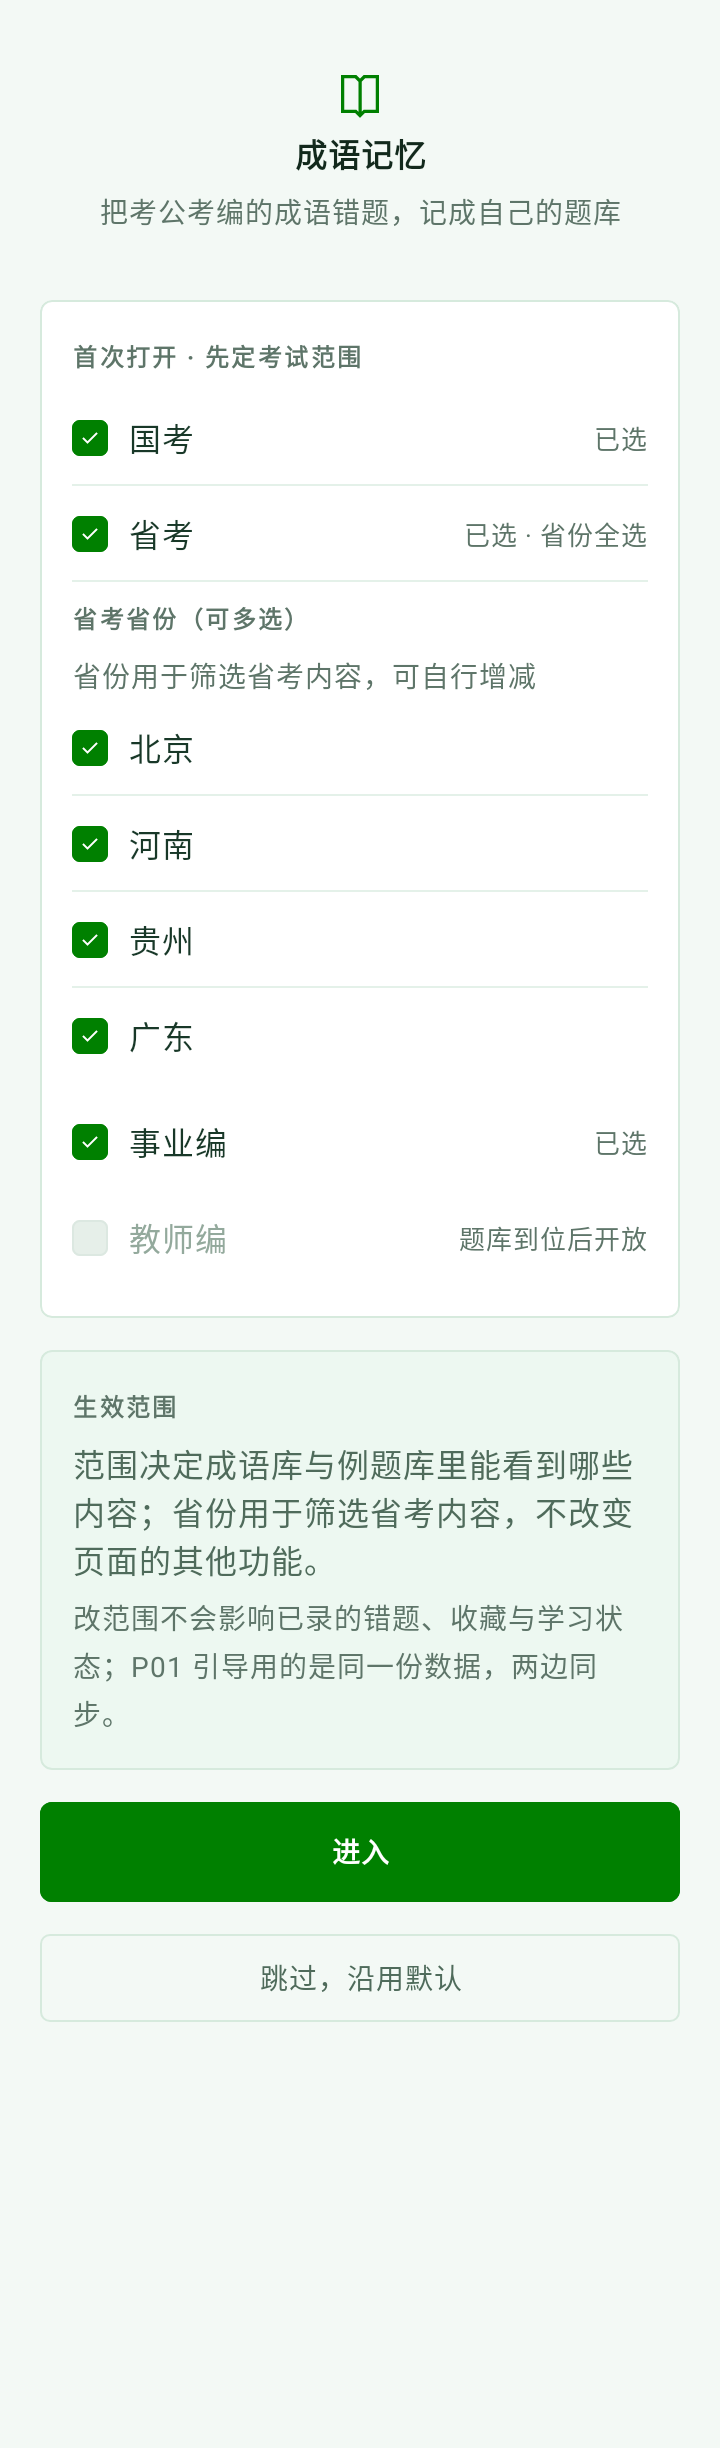 成语记忆
把考公考编的成语错题，记成自己的题库
首次打开 · 先定考试范围
国考 已选
省考 已选 · 省份全选
省考省份（可多选）
省份用于筛选省考内容，可自行增减
北京
河南
贵州
广东
事业编 已选
教师编 题库到位后开放
生效范围
范围决定成语库与例题库里能看到哪些
内容；省份用于筛选省考内容，不改变
页面的其他功能。
改范围不会影响已录的错题、收藏与学习状
态；P01 引导用的是同一份数据，两边同
步。
进入
跳过，沿用默认